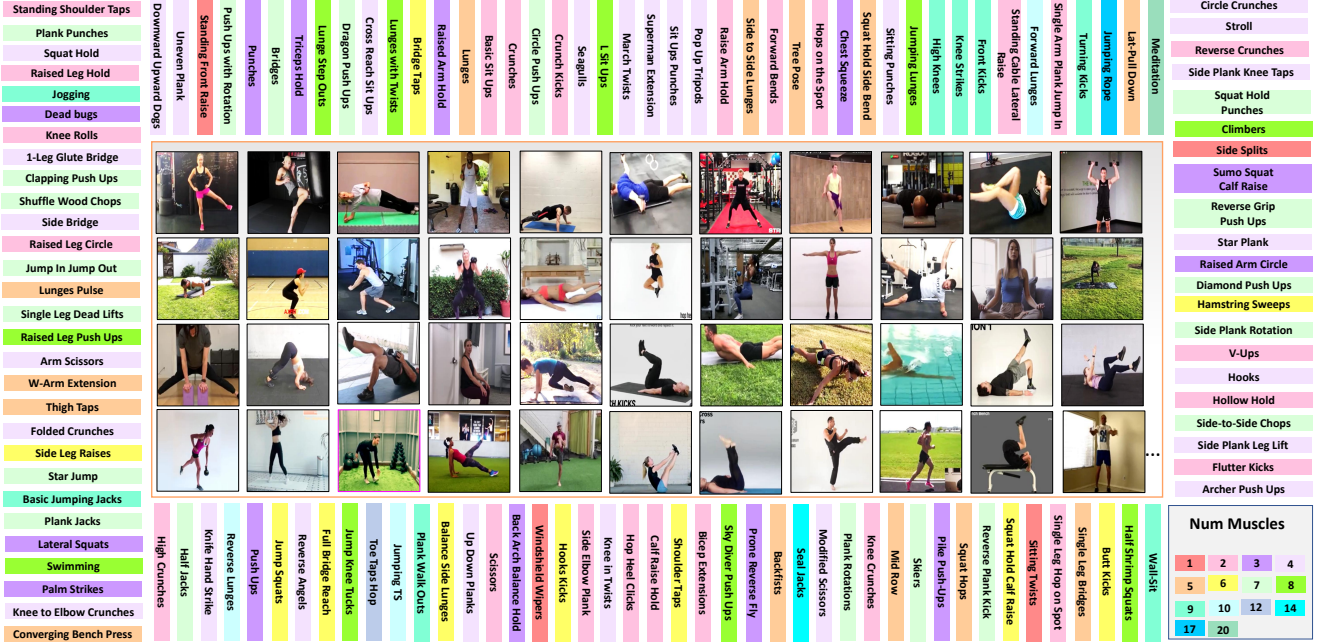 Standing Shoulder Taps
Plank Punches
Squat Hold
Raised Leg Hold
Jogging
Dead bugs
Knee Rolls
1-Leg Glute Bridge
Clapping Push Ups
Shuffle Wood Chops
Side Bridge
Raised Leg Circle
Jump In Jump Out
Lunges Pulse
Single Leg Dead Lifts
Raised Leg Push Ups
Arm Scissors
W-Arm Extension
Thigh Taps
Folded Crunches
Side Leg Raises
Star Jump
Basic Jumping Jacks
Plank Jacks
Lateral Squats
Swimming
Palm Strikes
Knee to Elbow Crunches
Converging Bench Press
Downward Upward Dogs
Uneven Plank
Standing Front Raise
Push Ups with Rotation
Punches
Bridges
Triceps Hold
Lunge Step Outs
Dragon Push Ups
Cross Reach Sit Ups
Lunges with Twists
Bridge Taps
Raised Arm Hold
Lunges
Basic Sit Ups
Crunches
Circle Push Ups
Crunch Kicks
Seagulls
L Sit Ups
March Twists
Superman Extension
Sit Ups Punches
Pop Up Tripods
Raise Arm Hold
Side to Side Lunges
Forward Bends
Tree Pose
Hops on the Spot
Chest Squeeze
Squat Hold Side Bend
Sitting Punches
Jumping Lunges
High Knees
Knee Strikes
Front Kicks
Standing Cable Lateral
Raise
Forward Lunges
Single Arm Plank Jump In
Turning Kicks
Jumping Rope
Lat-Pull Down
Meditation
...
High Crunches
Half Jacks
Knife Hand Strike
Reverse Lunges
Push Ups
Jump Squats
Reverse Angels
Full Bridge Reach
Jump Knee Tucks
Toe Taps Hop
Jumping TS
Plank Walk Outs
Balance Side Lunges
Up Down Planks
Scissors
Back Arch Balance Hold
Windshield Wipers
Hooks Kicks
Side Elbow Plank
Knee in Twists
Hop Heel Clicks
Calf Raise Hold
Shoulder Taps
Bicep Extensions
Sky Diver Push Ups
Prone Reverse Fly
Backfists
Seal Jacks
Modified Scissors
Plank Rotations
Knee Crunches
Mid Row
Sliers
Pike Push-Ups
Squat Hops
Reverse Plank Kick
Squat Hold Calf Raise
Sitting Twists
Single Leg Hop on Spot
Single Leg Bridges
Butt Kicks
Half Shrimp Squats
Wall-Sit
Circle Crunches
Stroll
Reverse Crunches
Side Plank Knee Taps
Squat Hold
Punches
Climbers
Side Splits
Sumo Squat
Calf Raise
Reverse Grip
Push Ups
Star Plank
Raised Arm Circle
Diamond Push Ups
Hamstring Sweeps
Side Plank Rotation
V-Ups
Hooks
Hollow Hold
Side-to-Side Chops
Side Plank Leg Lift
Flutter Kicks
Archer Push Ups
Num Muscles
1 2 3 4
5 6 7 8
9 10 12 14
17 20